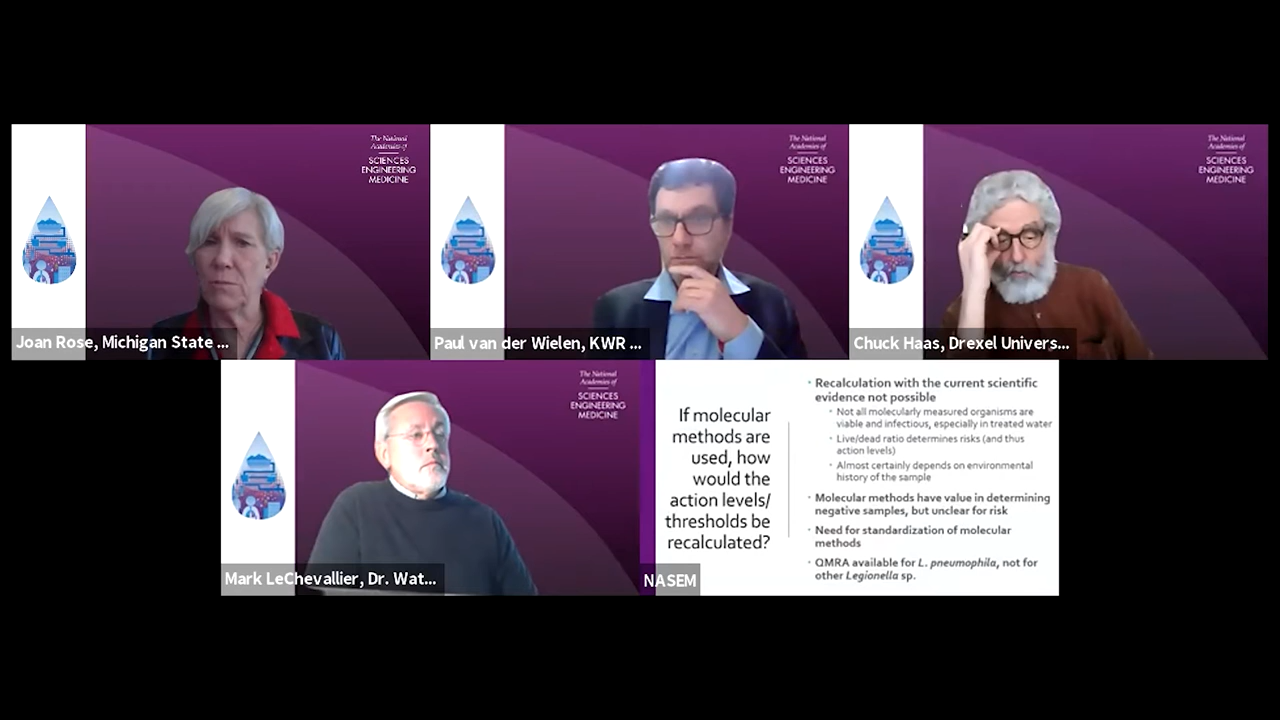 The National
Academies of
SCIENCES
ENGINEERING
MEDICINE
Joan Rose, Michigan State ...
The National
Academies of
SCIENCES
ENGINEERING
MEDICINE
Paul van der Wielen, KWR ...
The National
Academies of
SCIENCES
ENGINEERING
MEDICINE
Chuck Haas, Drexel Univers...
The National
Academies of
SCIENCES
ENGINEERING
MEDICINE
Mark LeChevallier, Dr. Wat...
If molecular
methods are
used, how
would the
action levels/
thresholds be
recalculated?
• Recalculation with the current scientific
evidence not possible
• Not all molecularly measured organisms are
viable and infectious, especially in treated water
• Live/dead ratio determines risks (and thus
action levels)
• Almost certainly depends on environmental
history of the sample
• Molecular methods have value in determining
negative samples, but unclear for risk
• Need for standardization of molecular
methods
• QMRA available for L. pneumophila, not for
other Legionella sp.
NASEM